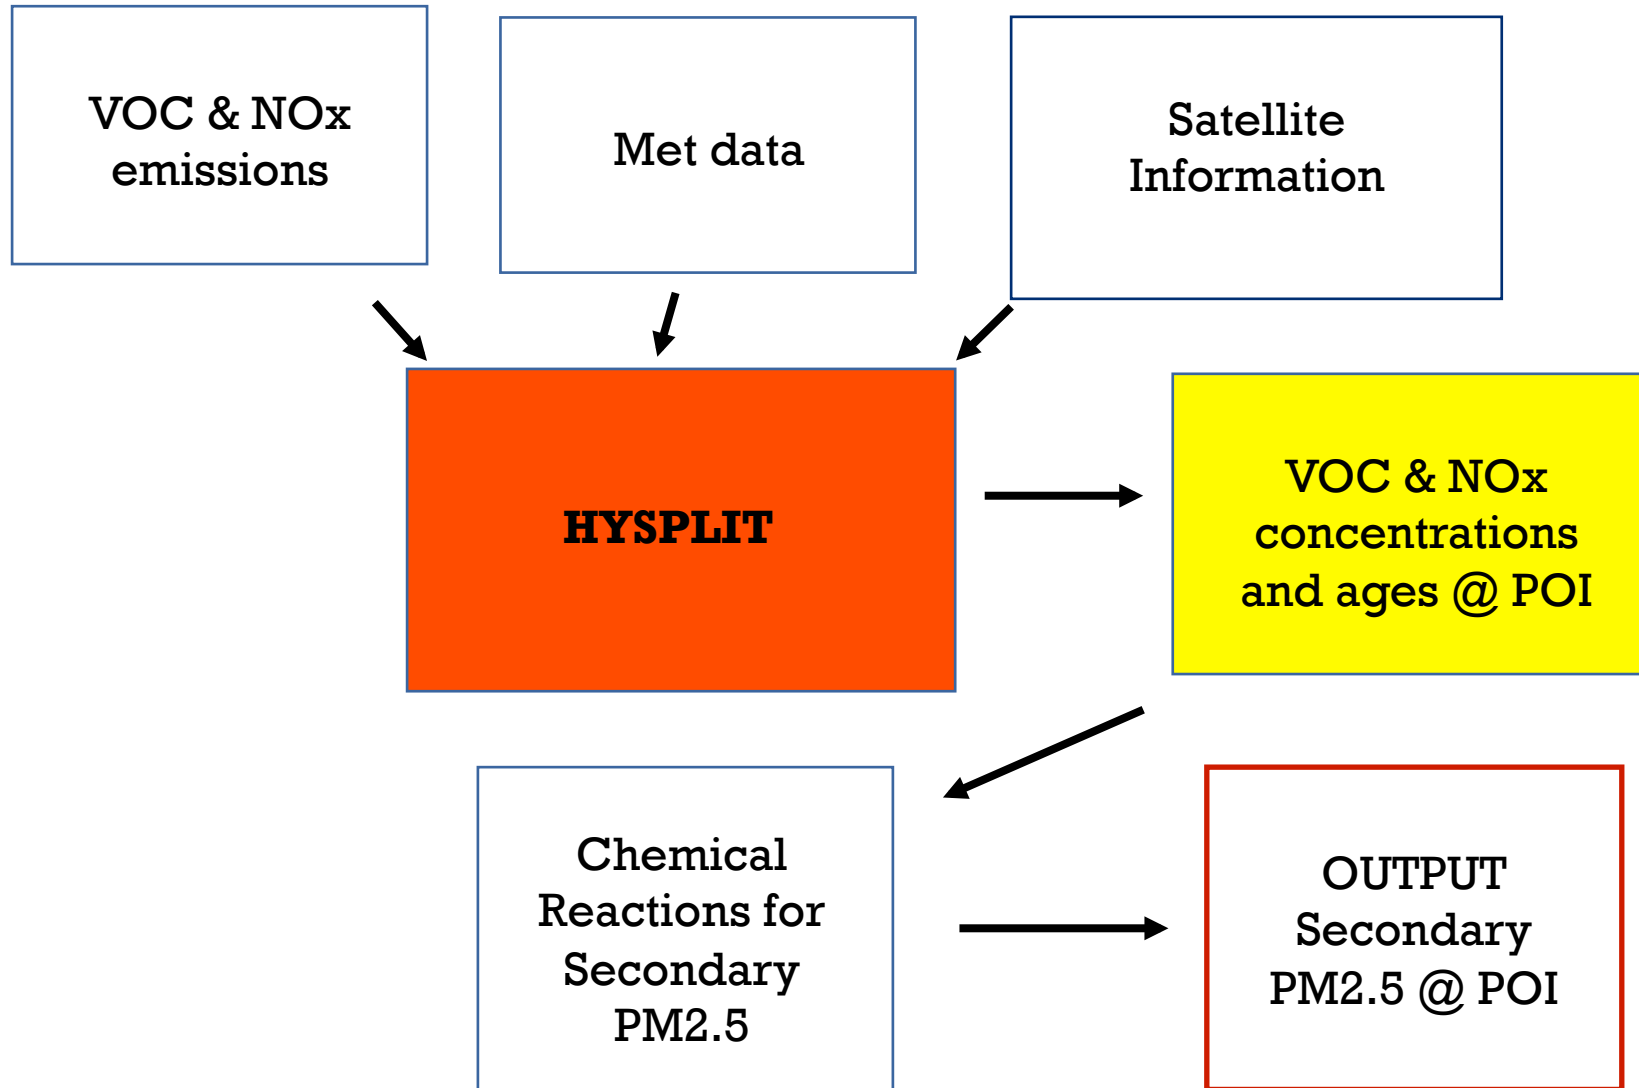 VOC & NOx
emissions
Met data
Satellite
Information
HYSPLIT
VOC & NOx
concentrations
and ages @ POI
Chemical
Reactions for
Secondary
PM2.5
OUTPUT
Secondary
PM2.5 @ POI